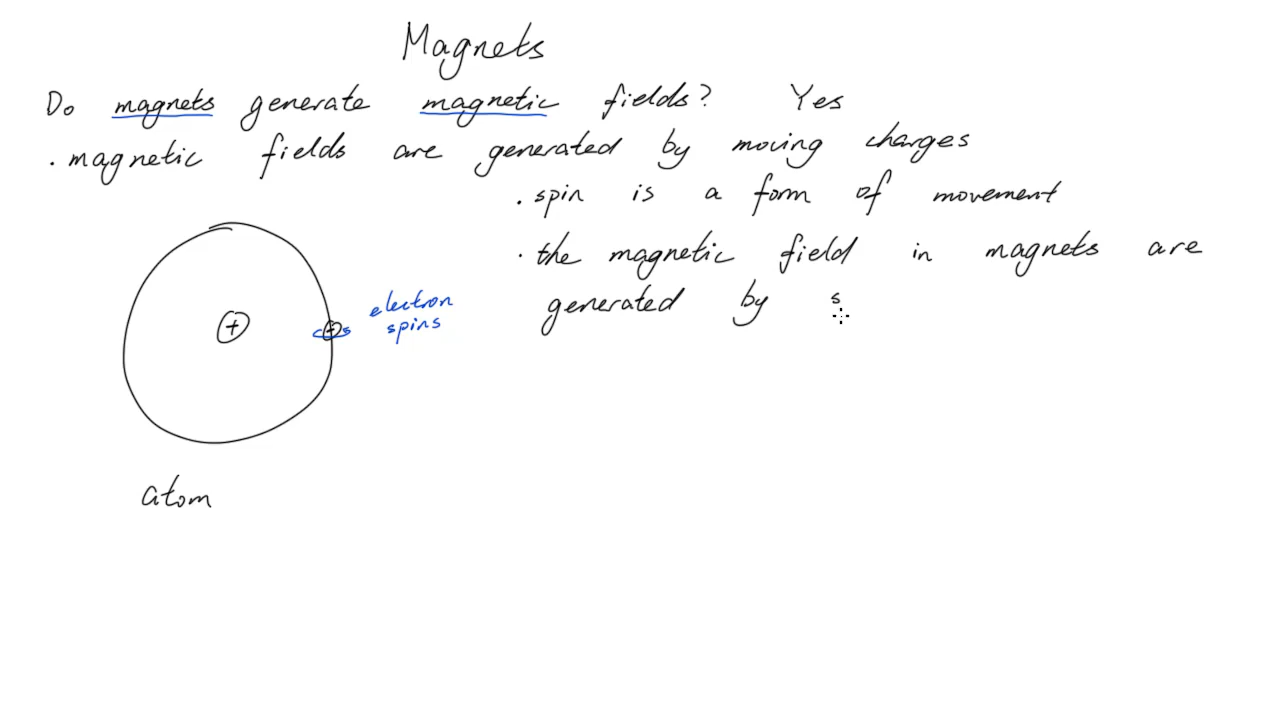 Magnets
Do magnets generate magnetic fields? Yes
. magnetic fields are generated by moving charges
. spin is a form of movement
. the magnetic field in magnets are
generated by s
electron
spins
+
-
atom